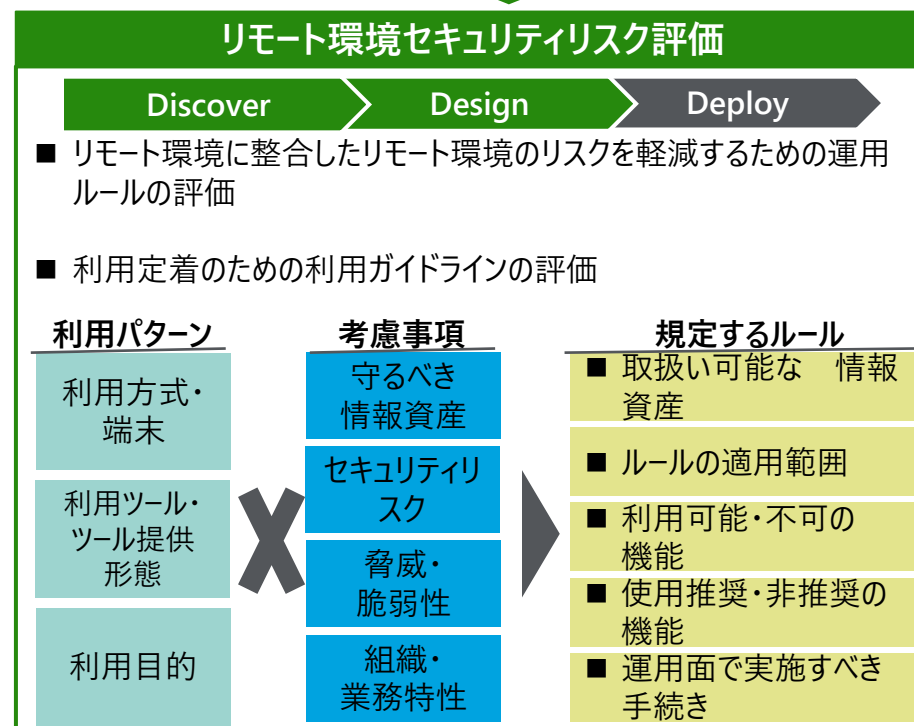 リモート環境セキュリティリスク評価
Discover
Design
Deploy
■ リモート環境に整合したリモート環境のリスクを軽減するための運用
ルールの評価
■ 利用定着のための利用ガイドラインの評価
利用パターン
利用方式・
端末
利用ツール・
ツール提供
形態
利用目的
考慮事項
守るべき
情報資産
セキュリティリ
スク
脅威・
脆弱性
組織・
業務特性
規定するルール
■ 取扱い可能な　情報
資産
■ ルールの適用範囲
■ 利用可能・不可の
機能
■ 使用推奨・非推奨の
機能
■ 運用面で実施すべき
手続き